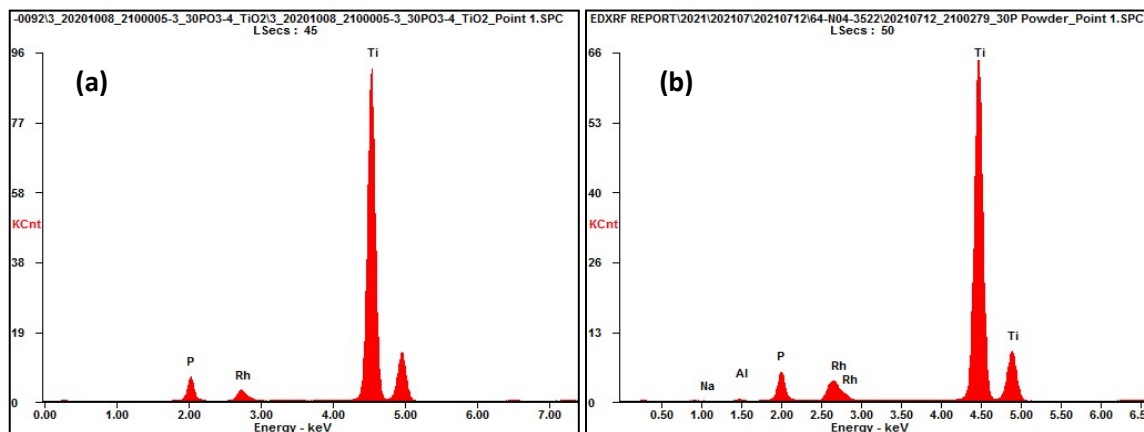 -0092\3_20201008_2100005-3_30PO3-4_TiO2\3_20201008_2100005-3_30PO3-4_TiO2_Point 1.SPC
LSecs : 45
(a)
96
77
58
KCnt
38
19
0
Ti
P
Rh
0.00 1.00 2.00 3.00 4.00 5.00 6.00 7.00
Energy - keV
EDXRF REPORT\2021\202107\20210712\64-N04-3522\20210712_2100279_30P Powder_Point 1.SPC
LSecs : 50
(b)
66
53
40
KCnt
26
13
0
Ti
Ti
P
Rh
Rh
Al
Na
0.50 1.00 1.50 2.00 2.50 3.00 3.50 4.00 4.50 5.00 5.50 6.00 6.5
Energy - keV